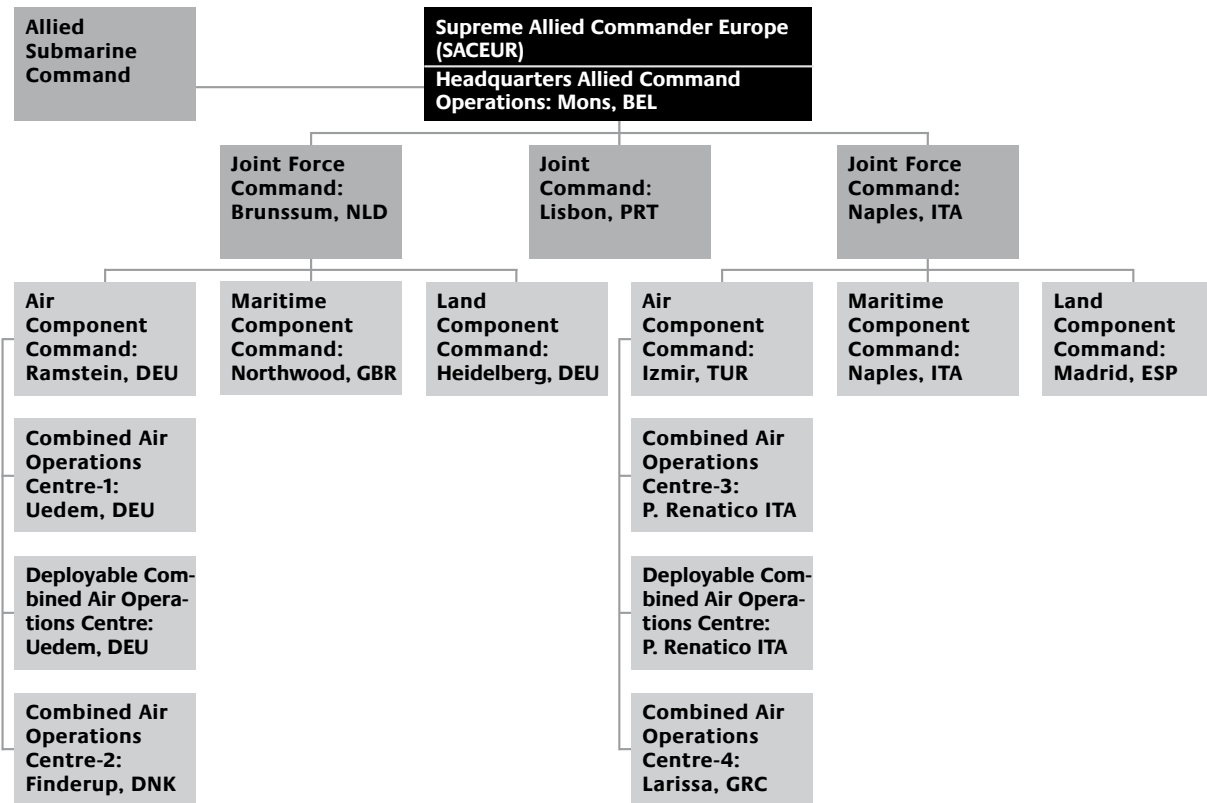 Allied
Submarine
Command
Supreme Allied Commander Europe
(SACEUR)
Headquarters Allied Command
Operations: Mons, BEL
Joint Force
Command:
Brunssum, NLD
Joint
Command:
Lisbon, PRT
Joint Force
Command:
Naples, ITA
Air
Component
Command:
Ramstein, DEU
Maritime
Component
Command:
Northwood, GBR
Land
Component
Command:
Heidelberg, DEU
Air
Component
Command:
Izmir, TUR
Maritime
Component
Command:
Naples, ITA
Land
Component
Command:
Madrid, ESP
Combined Air
Operations
Centre-1:
Uedem, DEU
Combined Air
Operations
Centre-3:
P. Renatico ITA
Deployable Com-
bined Air Opera-
tions Centre:
Uedem, DEU
Deployable Com-
bined Air Opera-
tions Centre:
P. Renatico ITA
Combined Air
Operations
Centre-2:
Finderup, DNK
Combined Air
Operations
Centre-4:
Larissa, GRC